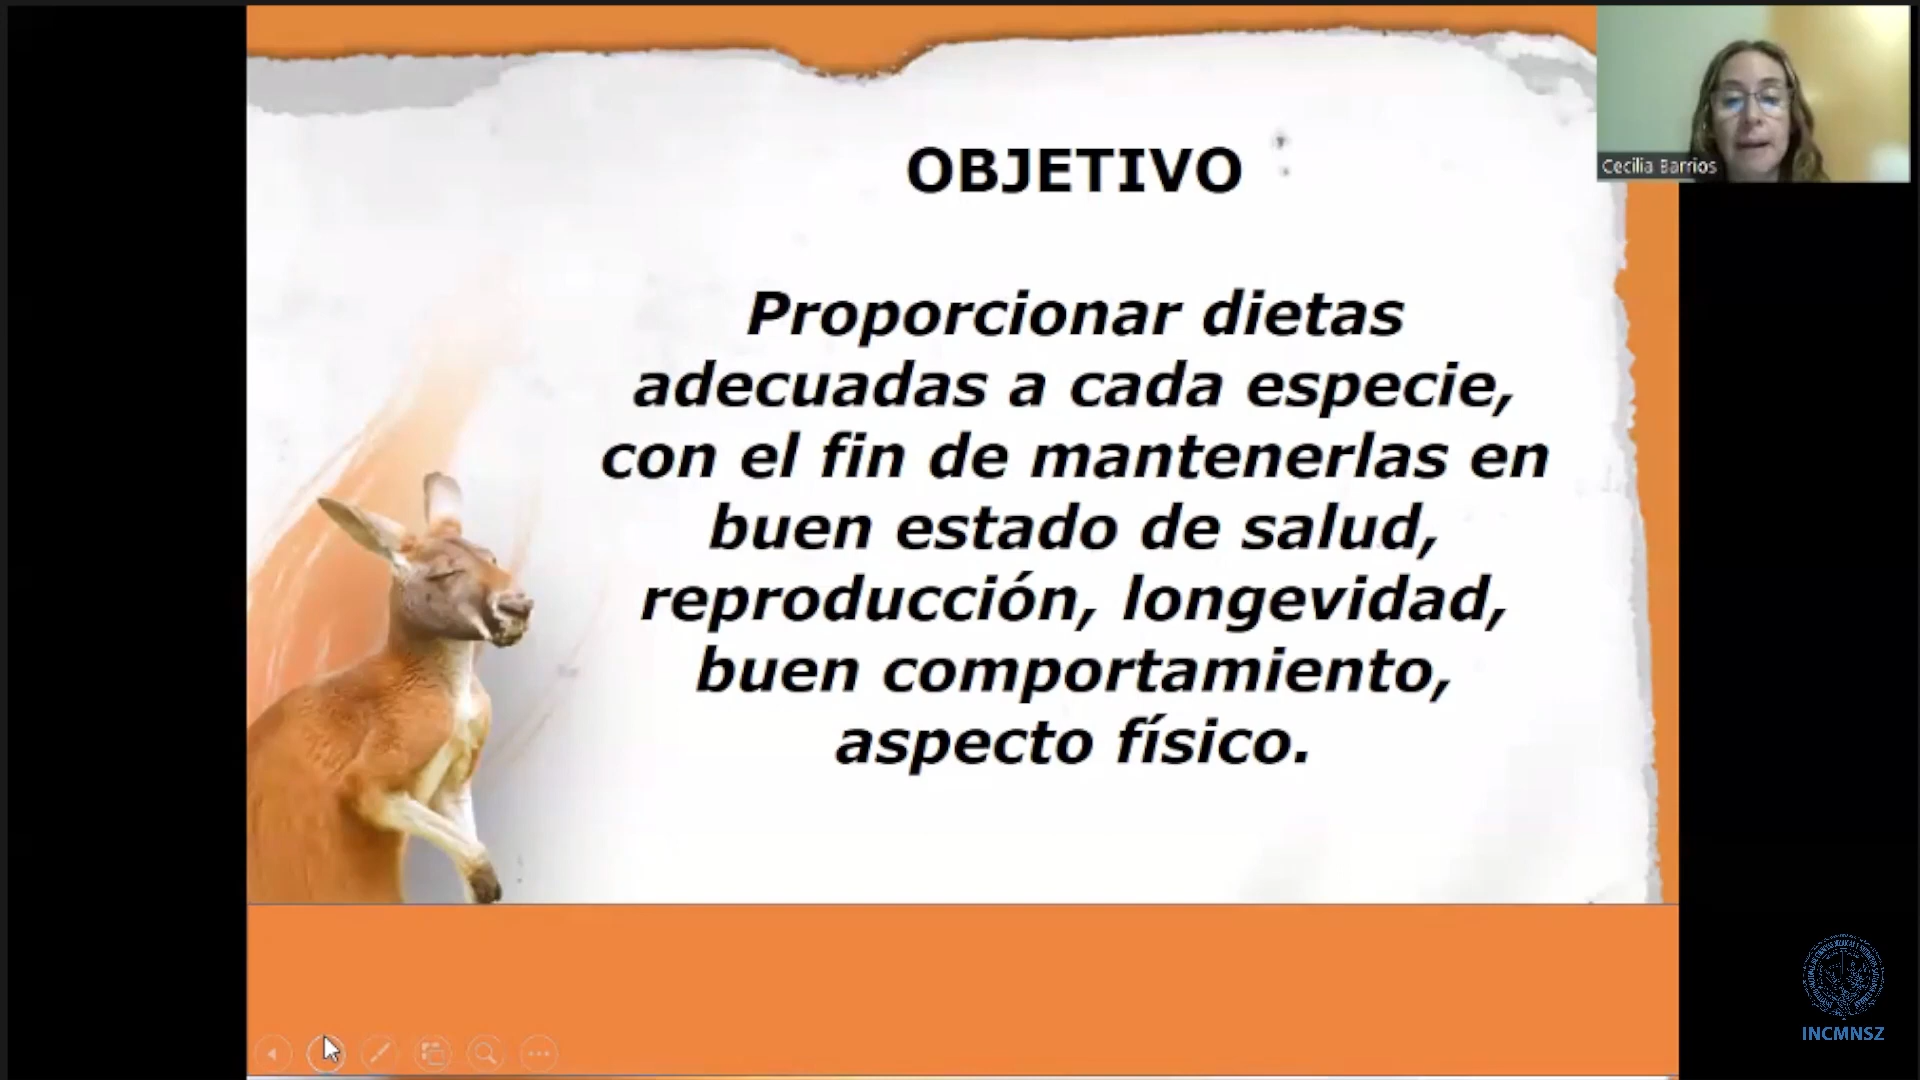 OBJETIVO
Proporcionar dietas
adecuadas a cada especie,
con el fin de mantenerlas en
buen estado de salud,
reproducción, longevidad,
buen comportamiento,
aspecto físico.
Cecilia Barrios
INCMNSZ